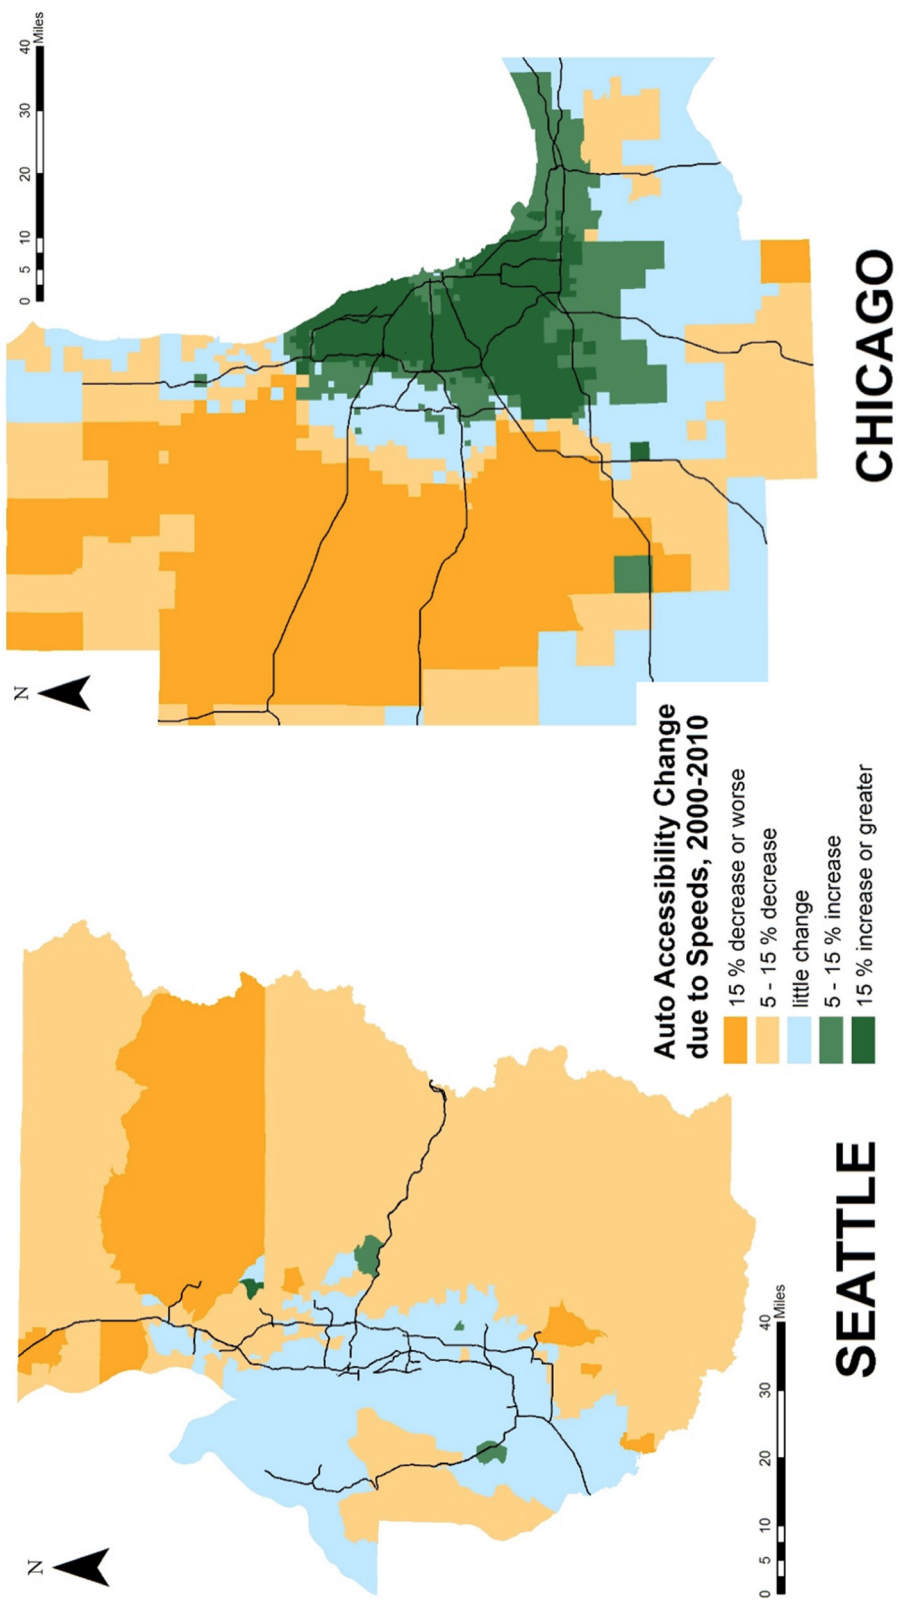 N
0 5 10 20 30 40
Miles
CHICAGO
Auto Accessibility Change
due to Speeds, 2000-2010
15 % decrease or worse
5 - 15 % decrease
little change
5 - 15 % increase
15 % increase or greater
N
0 5 10 20 30 40
Miles
SEATTLE